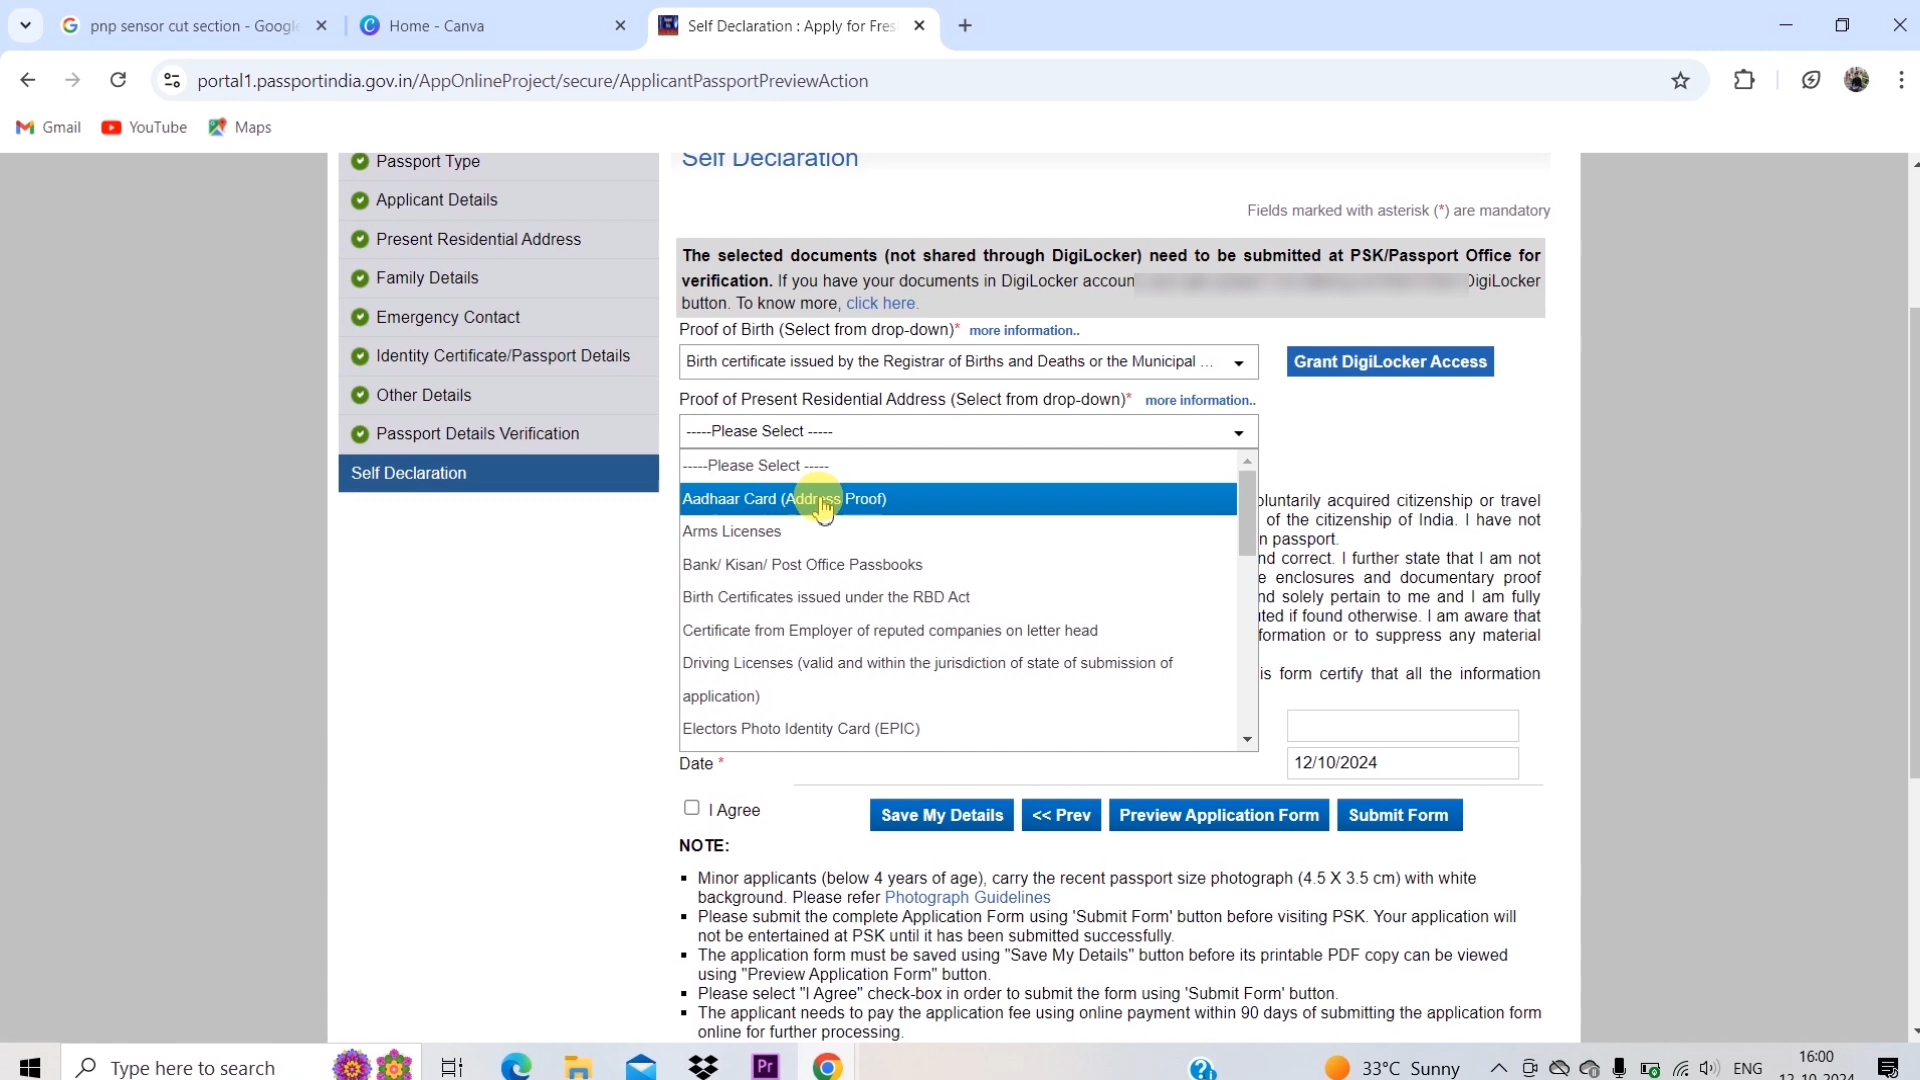 pnp sensor cut section - Google
Home - Canva
Self Declaration : Apply for Fres
portal1.passportindia.gov.in/AppOnlineProject/secure/ApplicantPassportPreviewAction
Gmail
YouTube
Maps
Passport Type
Applicant Details
Present Residential Address
Family Details
Emergency Contact
Identity Certificate/Passport Details
Other Details
Passport Details Verification
Self Declaration
Self Declaration
Fields marked with asterisk (*) are mandatory
The selected documents (not shared through DigiLocker) need to be submitted at PSK/Passport Office for
verification. If you have your documents in DigiLocker accoun DigiLocker
button. To know more, click here.
Proof of Birth (Select from drop-down)* more information..
Birth certificate issued by the Registrar of Births and Deaths or the Municipal ...
Grant DigiLocker Access
Proof of Present Residential Address (Select from drop-down)* more information..
-----Please Select -----
-----Please Select -----
Aadhaar Card (Address Proof)
Arms Licenses
Bank/ Kisan/ Post Office Passbooks
Birth Certificates issued under the RBD Act
Certificate from Employer of reputed companies on letter head
Driving Licenses (valid and within the jurisdiction of state of submission of
application)
Electors Photo Identity Card (EPIC)
oluntarily acquired citizenship or travel
of the citizenship of India. I have not
n passport.
nd correct. I further state that I am not
e enclosures and documentary proof
nd solely pertain to me and I am fully
ted if found otherwise. I am aware that
formation or to suppress any material
is form certify that all the information
Date *
12/10/2024
I Agree
Save My Details
<< Prev
Preview Application Form
Submit Form
NOTE:
Minor applicants (below 4 years of age), carry the recent passport size photograph (4.5 X 3.5 cm) with white
background. Please refer Photograph Guidelines
Please submit the complete Application Form using 'Submit Form' button before visiting PSK. Your application will
not be entertained at PSK until it has been submitted successfully.
The application form must be saved using "Save My Details" button before its printable PDF copy can be viewed
using "Preview Application Form" button.
Please select "I Agree" check-box in order to submit the form using 'Submit Form' button.
The applicant needs to pay the application fee using online payment within 90 days of submitting the application form
online for further processing.
Type here to search
Pr
33°C Sunny
ENG
16:00
12-10-2024